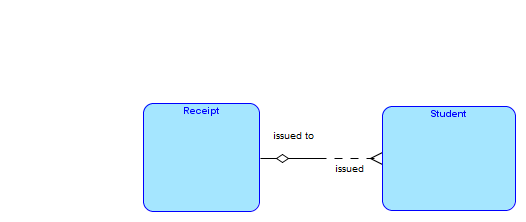 Receipt
Student
issued to
issued